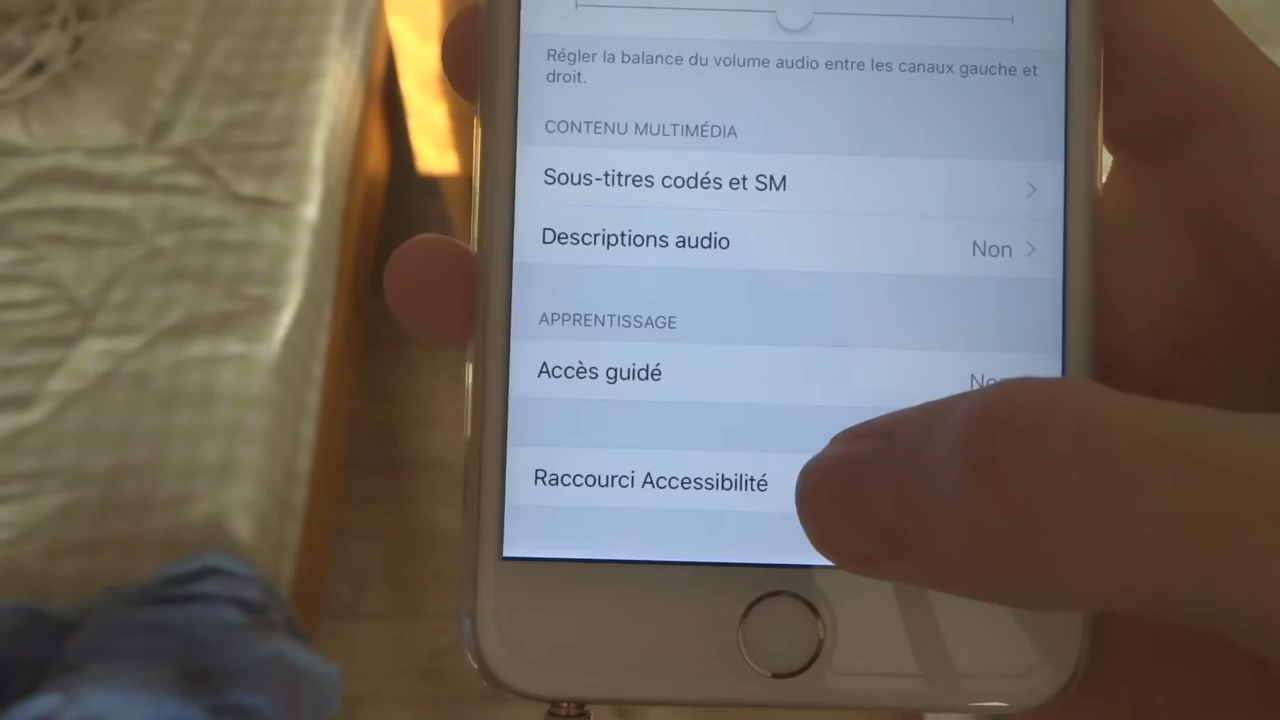 Régler la balance du volume audio entre les canaux gauche et
droit.
CONTENU MULTIMÉDIA
Sous-titres codés et SM
Descriptions audio Non
APPRENTISSAGE
Accès guidé
Raccourci Accessibilité